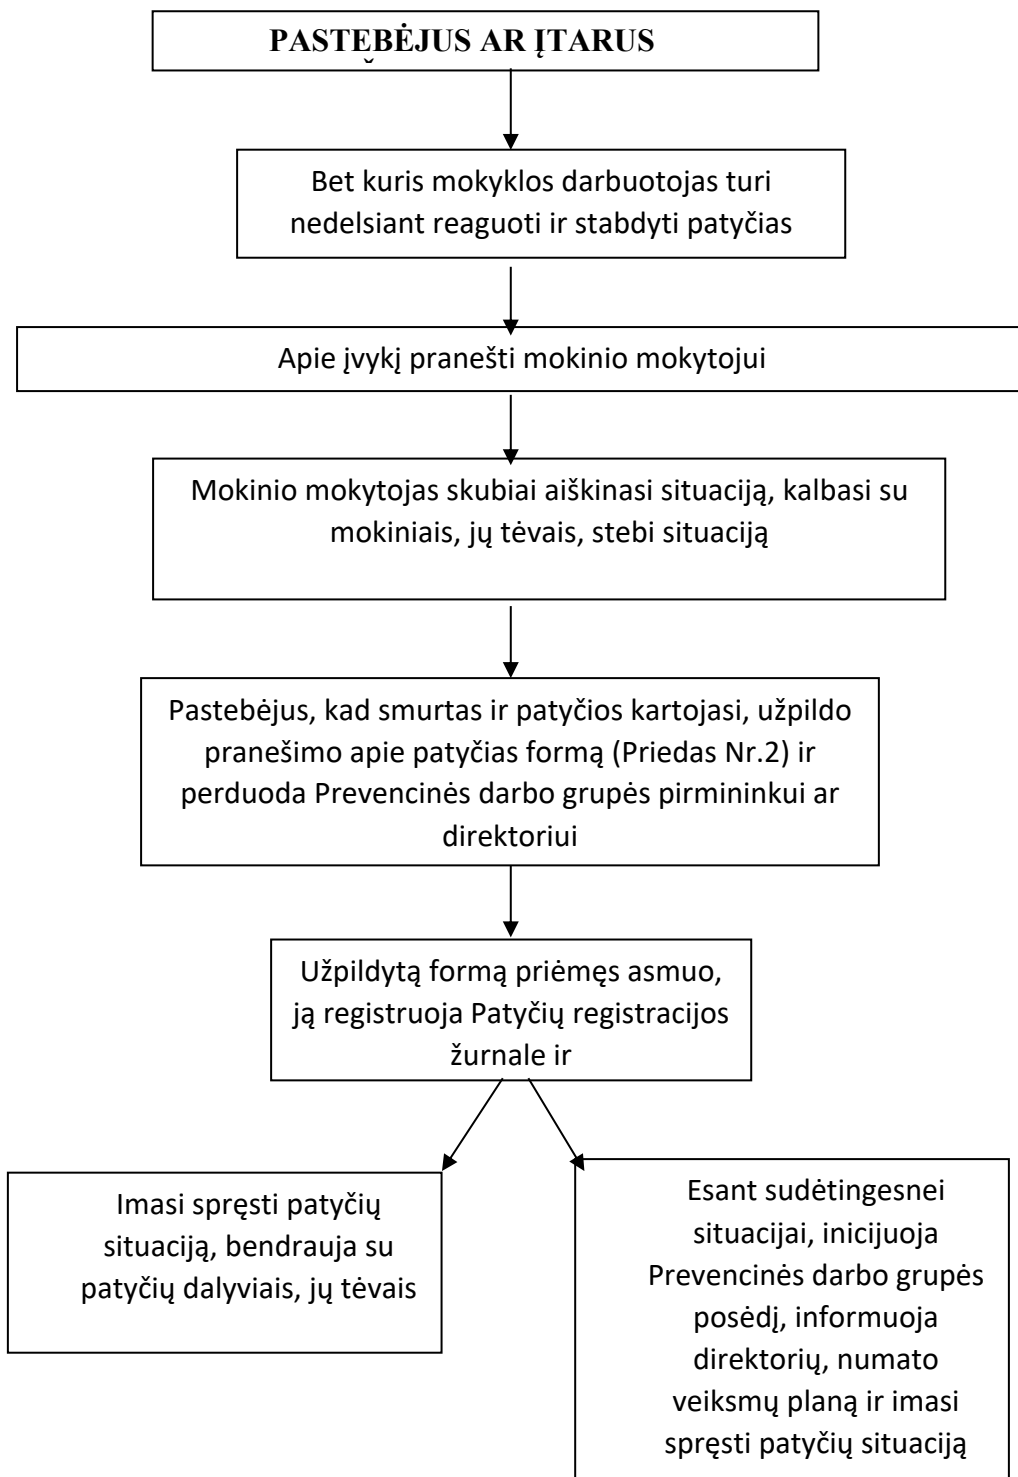 PASTEBĖJUS AR ĮTARUS
Bet kuris mokyklos darbuotojas turi
nedelsiant reaguoti ir stabdyti patyčias
Apie įvykį pranešti mokinio mokytojui
Mokinio mokytojas skubiai aiškinasi situaciją, kalbasi su
mokiniais, jų tėvais, stebi situaciją
Pastebėjus, kad smurtas ir patyčios kartojasi, užpildo
pranešimo apie patyčias formą (Priedas Nr.2) ir
perduoda Prevencinės darbo grupės pirmininkui ar
direktoriui
Užpildytą formą priėmęs asmuo,
ją registruoja Patyčių registracijos
žurnale ir
Imasi spręsti patyčių
situaciją, bendrauja su
patyčių dalyviais, jų tėvais
Esant sudėtingesnei
situacijai, inicijuoja
Prevencinės darbo grupės
posėdį, informuoja
direktorių, numato
veiksmų planą ir imasi
spręsti patyčių situaciją